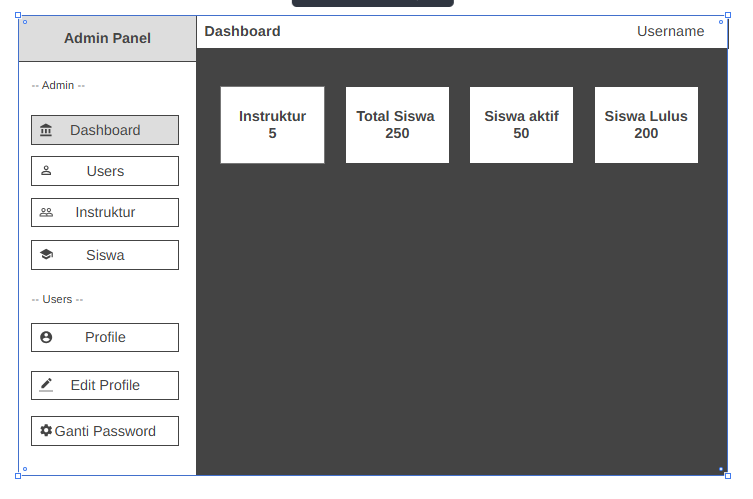 Admin Panel
Dashboard
Username
-- Admin --
Dashboard
Users
Instruktur
Siswa
-- Users --
Profile
Edit Profile
Ganti Password
Instruktur
5
Total Siswa
250
Siswa aktif
50
Siswa Lulus
200